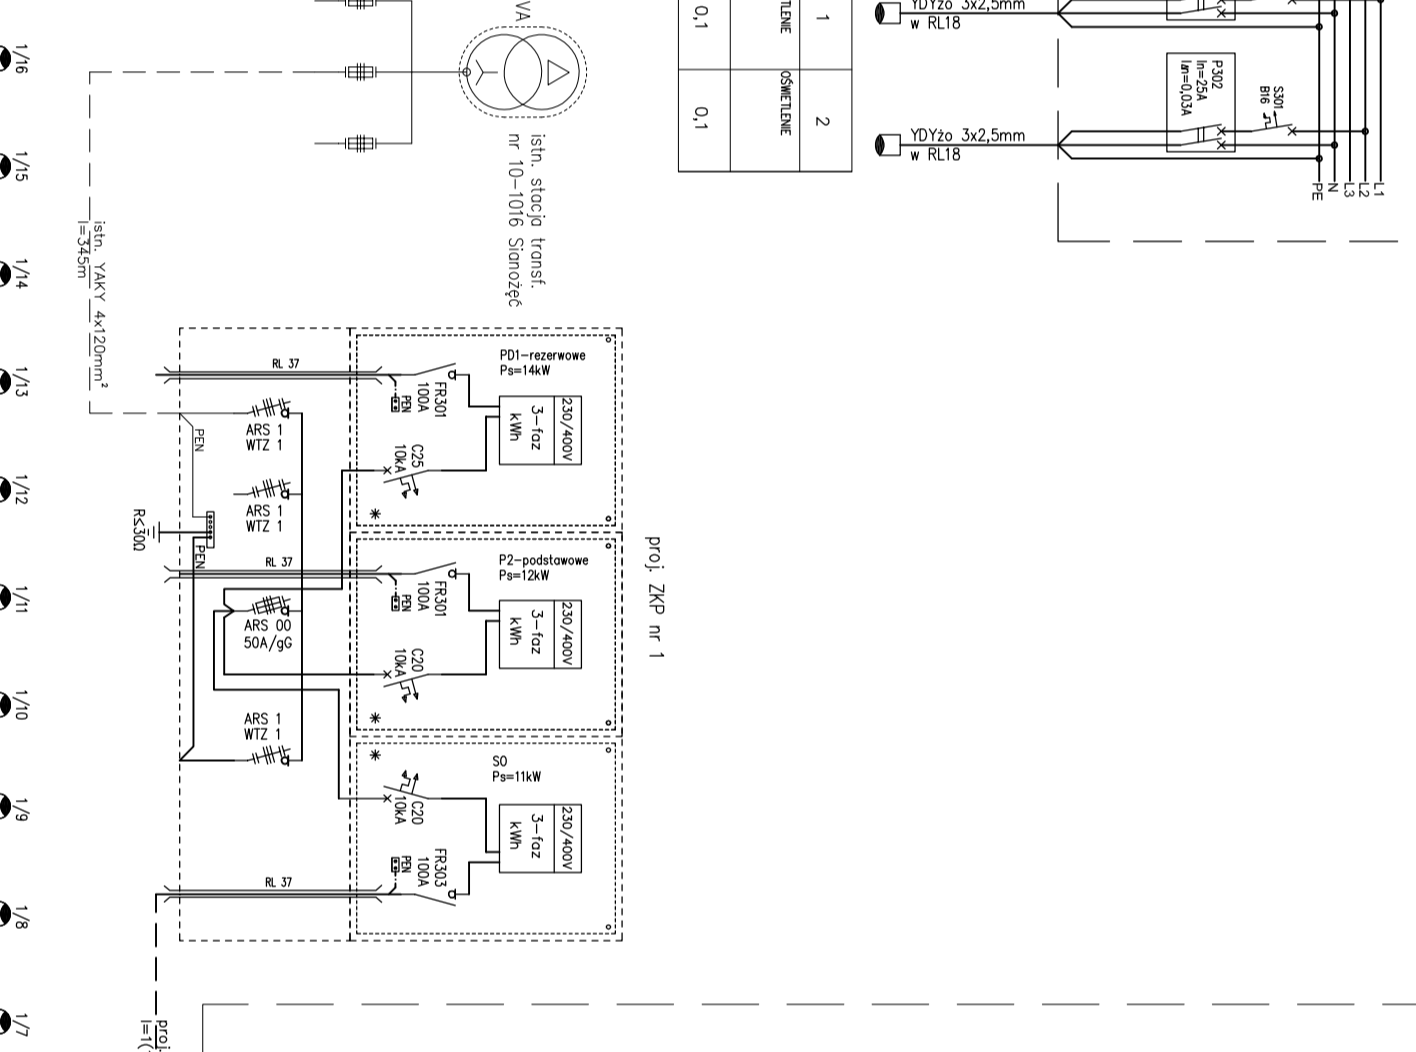 YDYżo 3x2,5mm
w RL18
P302
In=25A
I∆n=0,03A
S301
B16
YDYżo 3x2,5mm
w RL18
L1
L2
L3
N
PE
1
2
OŚWIETLENIE
0,1
0,1
VA
istn. stacja transf.
nr 10-1016 Sianożęć
istn. YAKY 4x120mm²
l=345m
proj. ZKP nr 1
PD1-rezerwowe
Ps=14kW
230/400V
3-faz
kWh
FR301
100A
PEN
C25
10kA
*
RL 37
ARS 1
WTZ 1
PEN
ARS 1
WTZ 1
R≤30Ω
PEN
P2-podstawowe
Ps=12kW
230/400V
3-faz
kWh
FR301
100A
PEN
C20
10kA
*
RL 37
ARS 00
50A/gG
ARS 1
WTZ 1
*
SO
Ps=11kW
230/400V
3-faz
kWh
C20
10kA
FR303
100A
PEN
RL 37
proj.
1/16
1/15
1/14
1/13
1/12
1/11
1/10
1/9
1/8
1/7